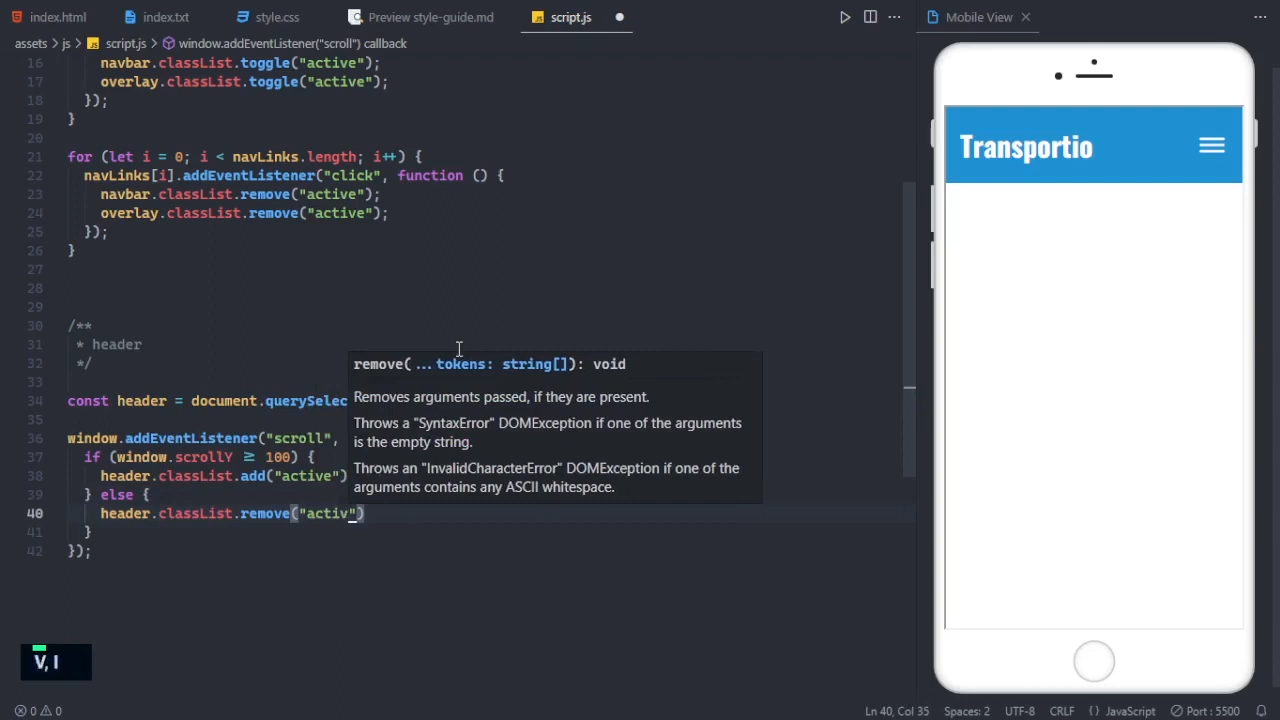 index.html
index.txt
style.css
Preview style-guide.md
JS script.js
Mobile View
assets > js > JS script.js > window.addEventListener("scroll") callback
16 navbar.classList.toggle("active");
17 overlay.classList.toggle("active");
18 });
19 }
20
21 for (let i = 0; i < navLinks.length; i++) {
22 navLinks[i].addEventListener("click", function () {
23 navbar.classList.remove("active");
24 overlay.classList.remove("active");
25 });
26 }
27
28
29
30 /**
31 * header
32 */
33
34 const header = document.querySelec
35
36 window.addEventListener("scroll",
37 if (window.scrollY ≥ 100) {
38 header.classList.add("active")
39 } else {
40 header.classList.remove("activ")
41 }
42 });
remove(...tokens: string[]): void
Removes arguments passed, if they are present.
Throws a "SyntaxError" DOMException if one of the arguments
is the empty string.
Throws an "InvalidCharacterError" DOMException if one of the
arguments contains any ASCII whitespace.
Transportio
V, I
0 0
Ln 40, Col 35
Spaces: 2
UTF-8
CRLF
{} JavaScript
Port : 5500